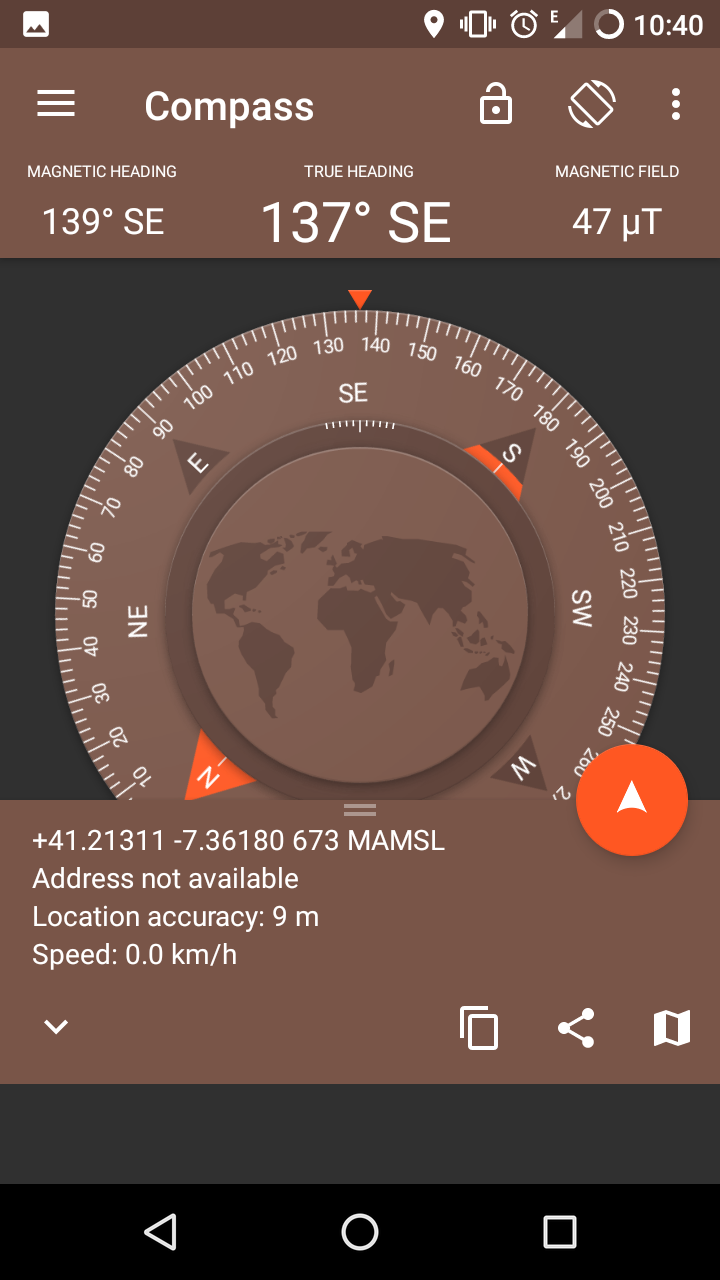 E 10:40
Compass
MAGNETIC HEADING TRUE HEADING MAGNETIC FIELD
139° SE 137° SE 47 µT
10 20 30 40 50 60 70 80 90 100 110 120 130 140 150 160 170 180 190 200 210 220 230 240 250 260
N NE E SE S SW W
+41.21311 -7.36180 673 MAMSL
Address not available
Location accuracy: 9 m
Speed: 0.0 km/h